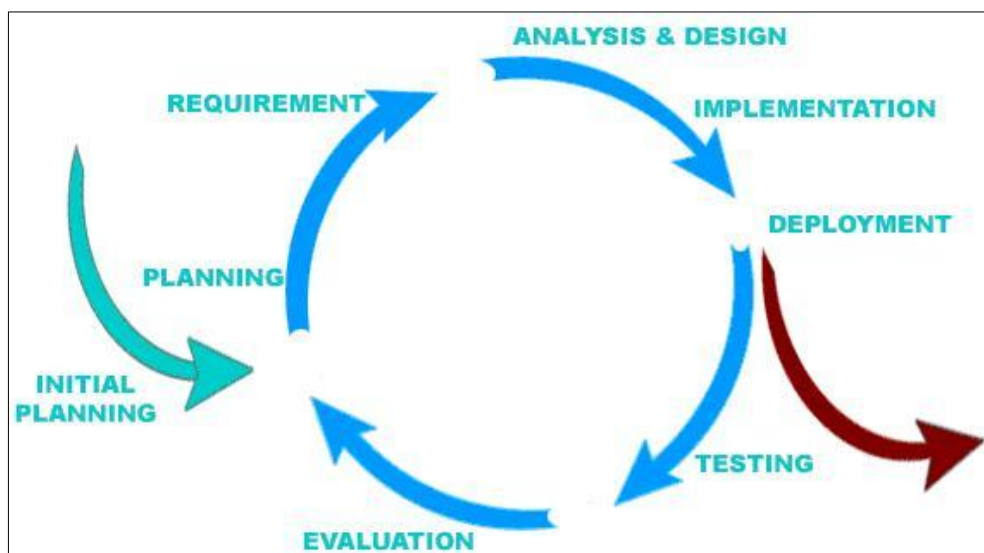 ANALYSIS & DESIGN
REQUIREMENT
IMPLEMENTATION
DEPLOYMENT
PLANNING
INITIAL
PLANNING
TESTING
EVALUATION